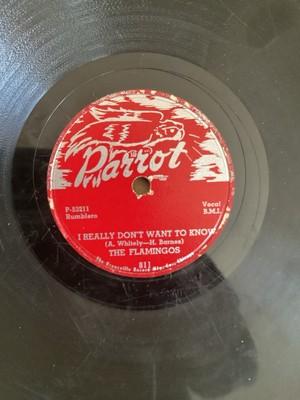 Parrot
P-53211 Vocal
Rumblero B.M.I.
I REALLY DON'T WANT TO KNOW
(A. Whitely—H. Barnes)
THE FLAMINGOS
811